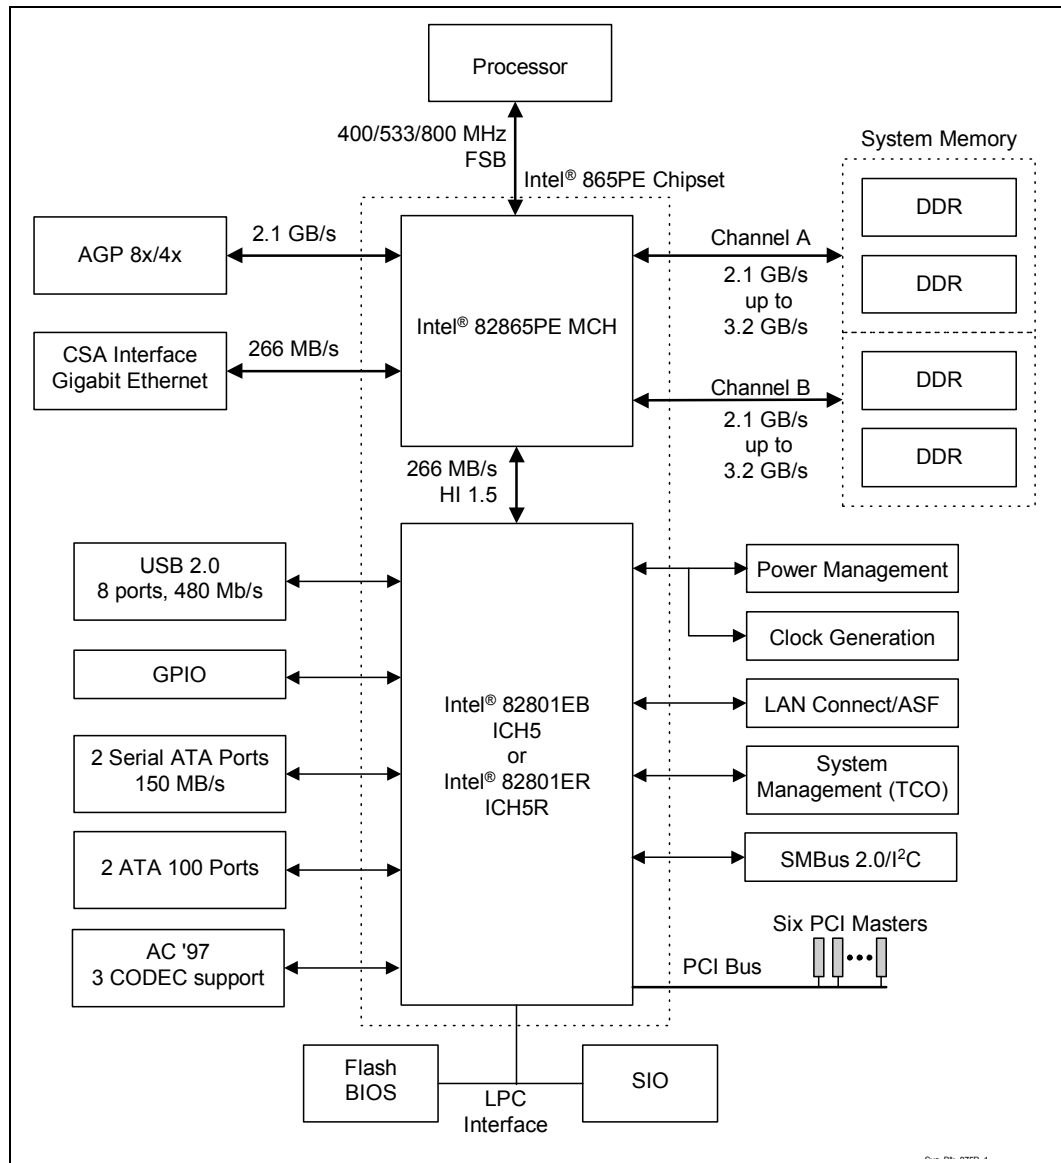 Processor
400/533/800 MHz
FSB
System Memory
Intel® 865PE Chipset
DDR
AGP 8x/4x
2.1 GB/s
Channel A
2.1 GB/s
up to
3.2 GB/s
DDR
Intel® 82865PE MCH
CSA Interface
Gigabit Ethernet
266 MB/s
DDR
Channel B
2.1 GB/s
up to
3.2 GB/s
DDR
266 MB/s
HI 1.5
USB 2.0
8 ports, 480 Mb/s
Power Management
Clock Generation
GPIO
Intel® 82801EB
ICH5
or
Intel® 82801ER
ICH5R
LAN Connect/ASF
2 Serial ATA Ports
150 MB/s
System
Management (TCO)
2 ATA 100 Ports
SMBus 2.0/I²C
Six PCI Masters
AC '97
3 CODEC support
PCI Bus
Flash
BIOS
LPC
Interface
SIO